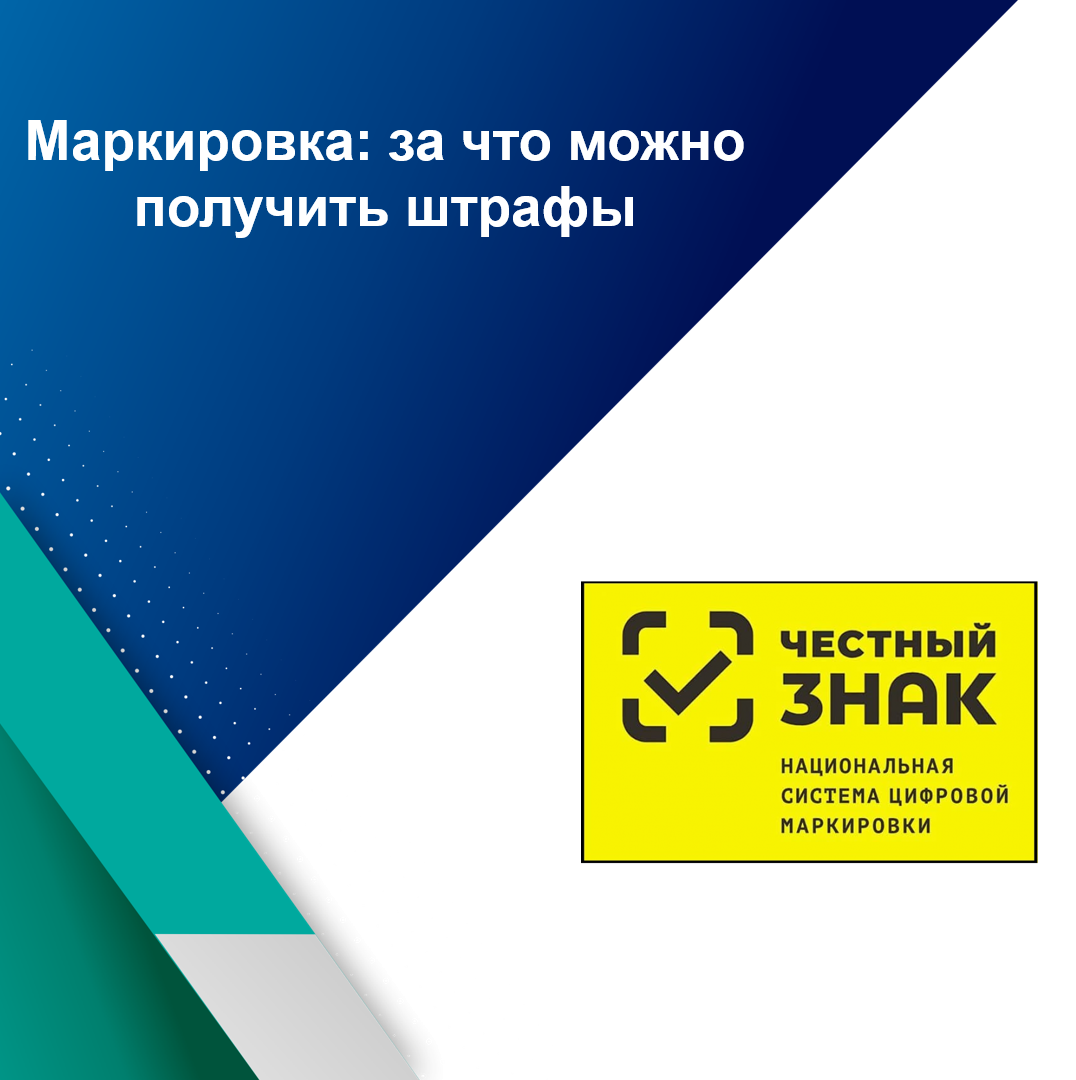 Маркировка: за что можно
получить штрафы
ЧЕСТНЫЙ
ЗНАК
НАЦИОНАЛЬНАЯ
СИСТЕМА ЦИФРОВОЙ
МАРКИРОВКИ